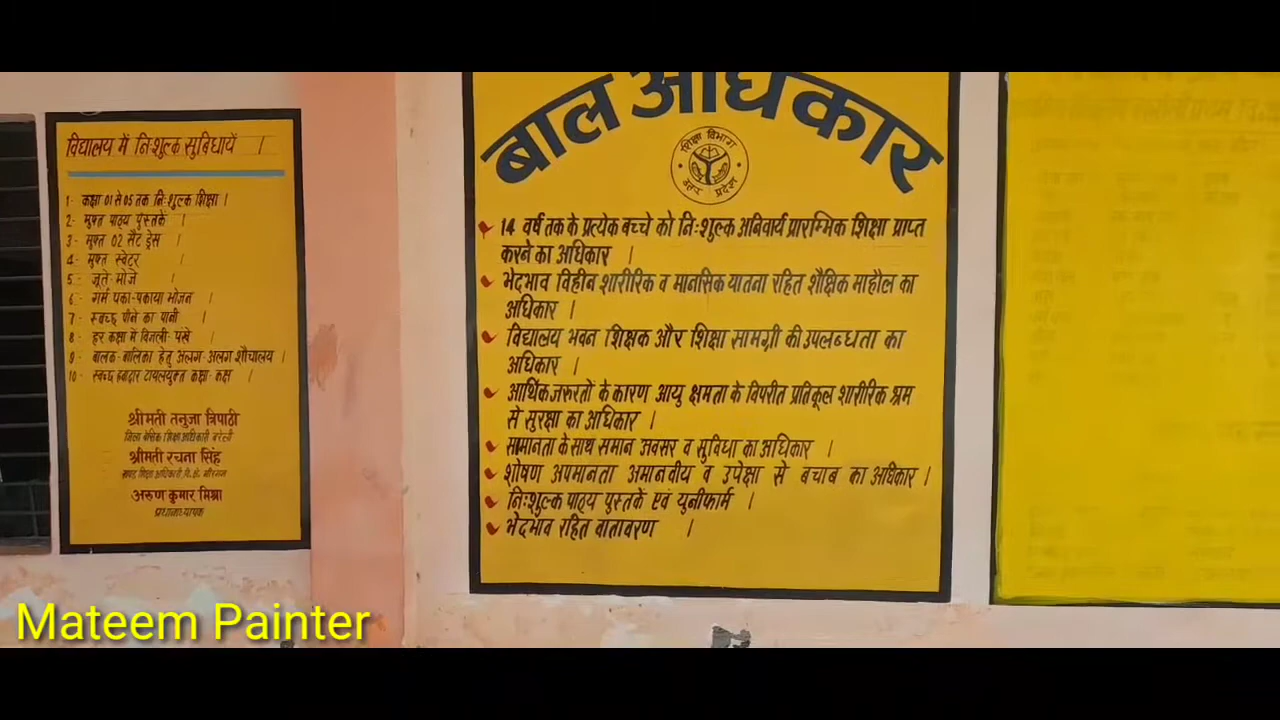 विद्यालय में निःशुल्क सुबिधायें ।
1- कक्षा 01 से 05 तक निःशुल्क शिक्षा ।
2- मुफ्त पाठ्य पुस्तकें ।
3- मुफ्त 02 सैट ड्रेस ।
4- मुफ्त स्वेटर ।
5- जूते-मोजे ।
6- गर्म पका-पकाया भोजन ।
7- स्वच्छ पीने का पानी ।
8- हर कक्षा में बिजली पंखे ।
9- बालक-बालिका हेतु अलग-अलग शौचालय ।
10- स्वच्छ हवादार टायलयुक्त कक्षा-कक्ष ।
श्रीमती तनुजा त्रिपाठी
जिला बेसिक शिक्षा अधिकारी बरेली
श्रीमती रचना सिंह
खण्ड शिक्षा अधिकारी वि. क्षे.
अरुण कुमार मिश्रा
प्रधानाध्यापक
बाल अधिकार
शिक्षा विभाग
उत्तर प्रदेश
14 वर्ष तक के प्रत्येक बच्चे को निःशुल्क अनिवार्य प्रारम्भिक शिक्षा प्राप्त
करने का अधिकार ।
भेदभाव विहीन शारीरिक व मानसिक यातना रहित शैक्षिक माहौल का
अधिकार ।
विद्यालय भवन शिक्षक और शिक्षा सामग्री की उपलब्धता का
अधिकार ।
आर्थिक जरुरतों के कारण आयु क्षमता के विपरीत प्रतिकूल शारीरिक श्रम
से सुरक्षा का अधिकार ।
समानता के साथ समान अवसर व सुविधा का अधिकार ।
शोषण अपमानता अमानवीय व उपेक्षा से बचाब का अधिकार ।
निःशुल्क पाठ्य पुस्तकें एवं युनीफार्म ।
भेदभाव रहित वातावरण ।
Mateem Painter